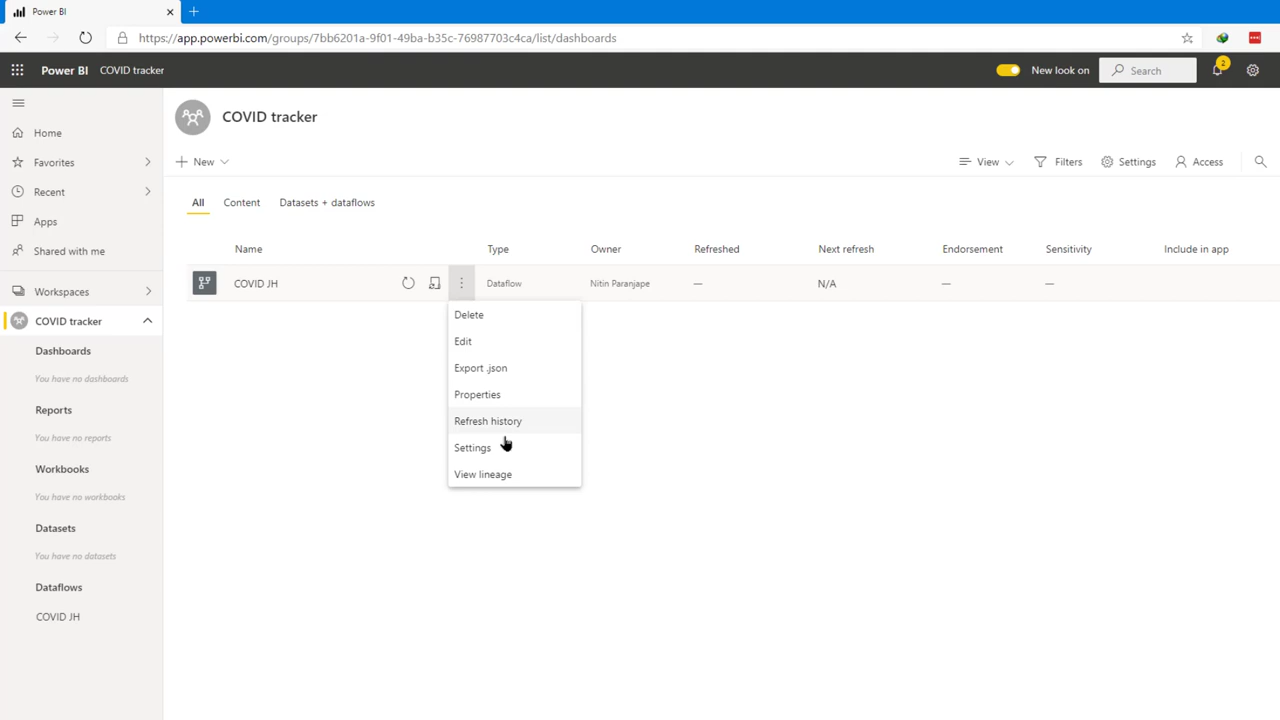 Power BI
https://app.powerbi.com/groups/7bb6201a-9f01-49ba-b35c-76987703c4ca/list/dashboards
Power BI COVID tracker New look on Search 2
COVID tracker
New View Filters Settings Access
All Content Datasets + dataflows
Name Type Owner Refreshed Next refresh Endorsement Sensitivity Include in app
COVID JH Dataflow Nitin Paranjape — N/A — —
Delete
Edit
Export .json
Properties
Refresh history
Settings
View lineage
Home
Favorites
Recent
Apps
Shared with me
Workspaces
COVID tracker
Dashboards
You have no dashboards
Reports
You have no reports
Workbooks
You have no workbooks
Datasets
You have no datasets
Dataflows
COVID JH